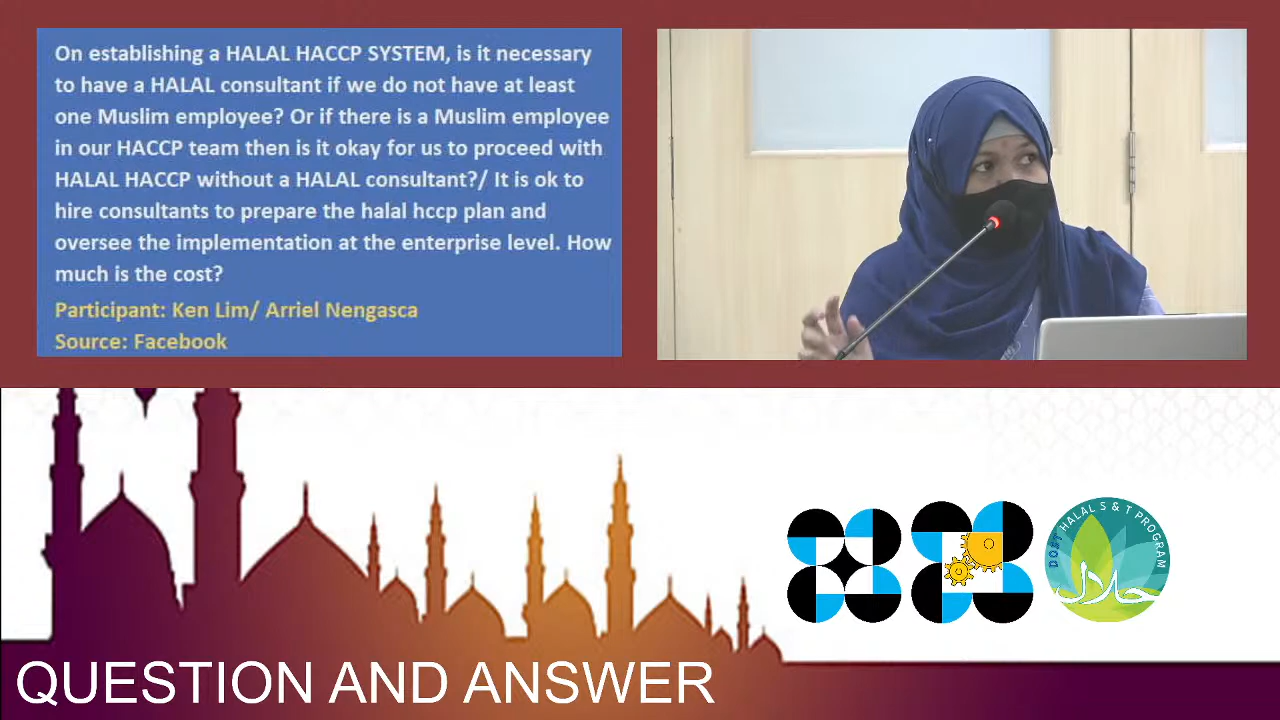 On establishing a HALAL HACCP SYSTEM, is it necessary
to have a HALAL consultant if we do not have at least
one Muslim employee? Or if there is a Muslim employee
in our HACCP team then is it okay for us to proceed with
HALAL HACCP without a HALAL consultant?/ It is ok to
hire consultants to prepare the halal hccp plan and
oversee the implementation at the enterprise level. How
much is the cost?
Participant: Ken Lim/ Arriel Nengasca
Source: Facebook
DOST HALAL S & T PROGRAM
حلال
QUESTION AND ANSWER